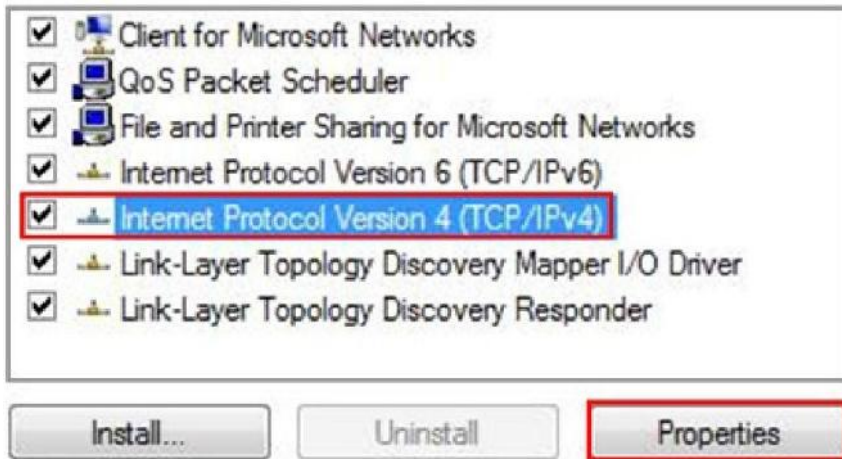 Client for Microsoft Networks
QoS Packet Scheduler
File and Printer Sharing for Microsoft Networks
Internet Protocol Version 6 (TCP/IPv6)
Internet Protocol Version 4 (TCP/IPv4)
Link-Layer Topology Discovery Mapper I/O Driver
Link-Layer Topology Discovery Responder
Install... Uninstall Properties